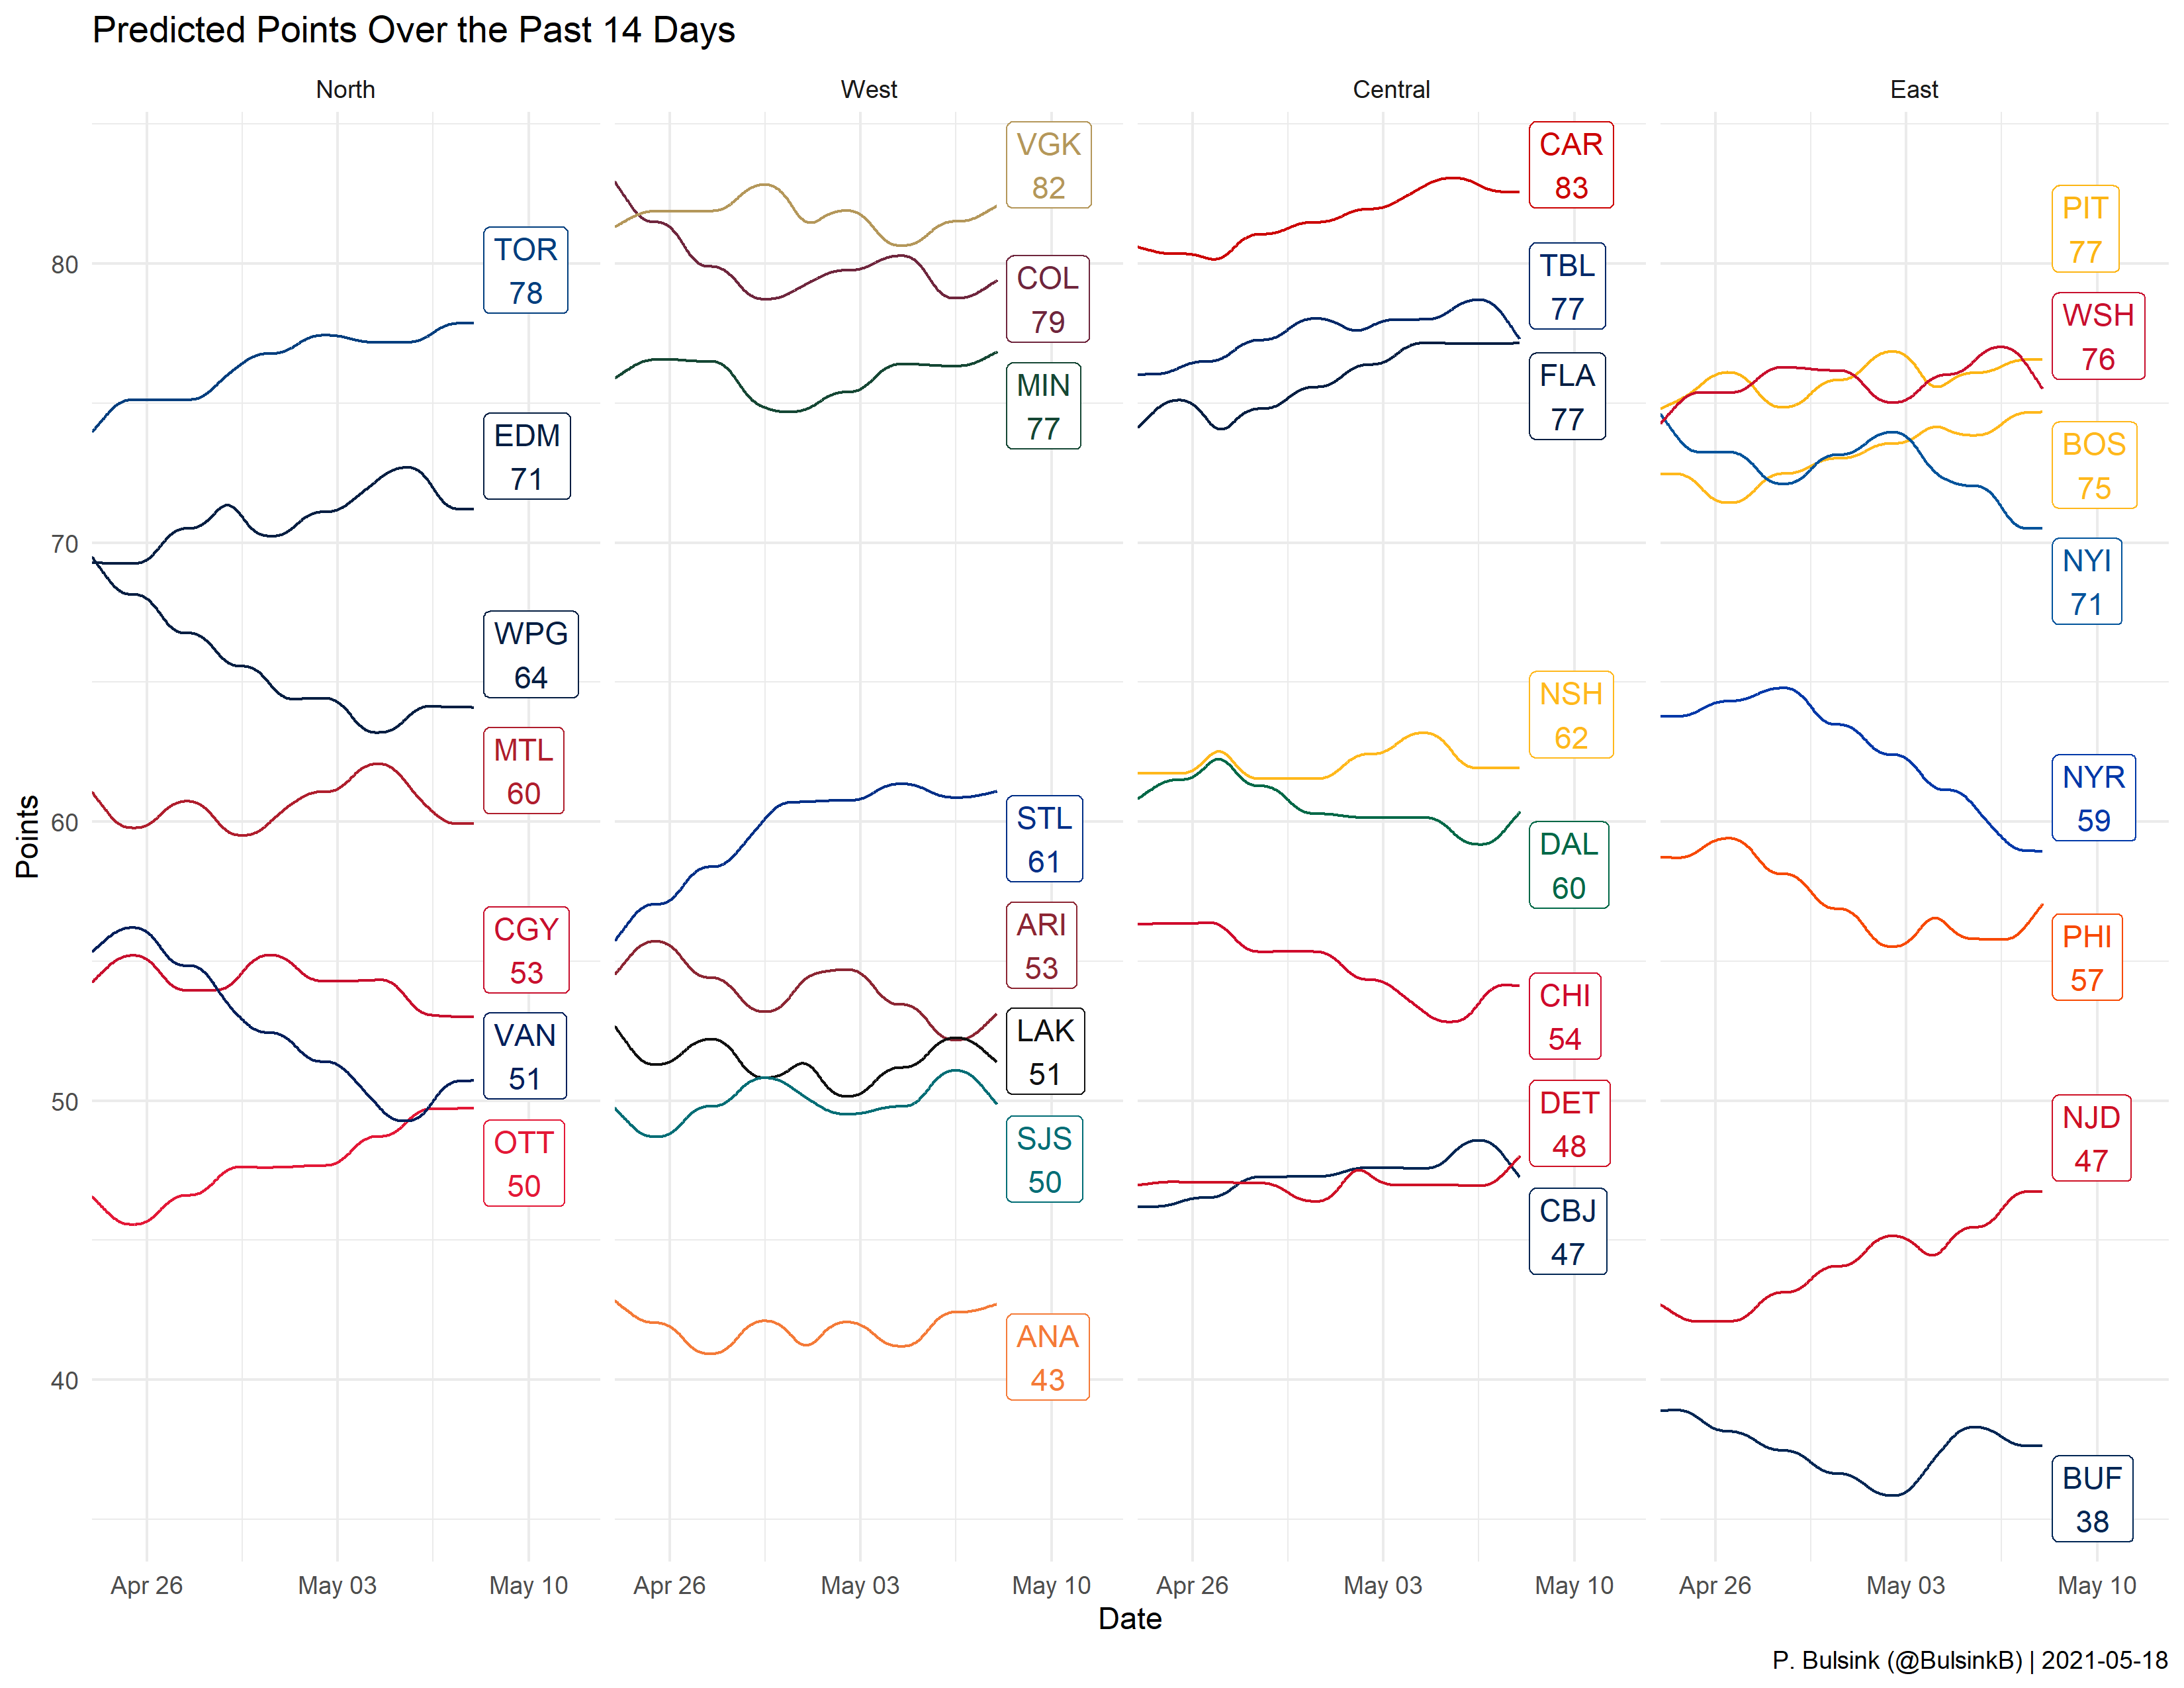 Predicted Points Over the Past 14 Days
North
West
Central
East
Points
80
70
60
50
40
TOR
78
EDM
71
WPG
64
MTL
60
CGY
53
VAN
51
OTT
50
VGK
82
COL
79
MIN
77
STL
61
ARI
53
LAK
51
SJS
50
ANA
43
CAR
83
TBL
77
FLA
77
NSH
62
DAL
60
CHI
54
DET
48
CBJ
47
PIT
77
WSH
76
BOS
75
NYI
71
NYR
59
PHI
57
NJD
47
BUF
38
Apr 26 May 03 May 10 Apr 26 May 03 May 10 Apr 26 May 03 May 10 Apr 26 May 03 May 10
Date
P. Bulsink (@BulsinkB) | 2021-05-18